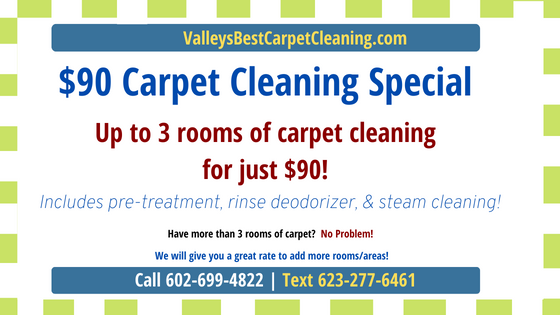 ValleysBestCarpetCleaning.com
$90 Carpet Cleaning Special
Up to 3 rooms of carpet cleaning
for just $90!
Includes pre-treatment, rinse deodorizer, & steam cleaning!
Have more than 3 rooms of carpet? No Problem!
We will give you a great rate to add more rooms/areas!
Call 602-699-4822 | Text 623-277-6461